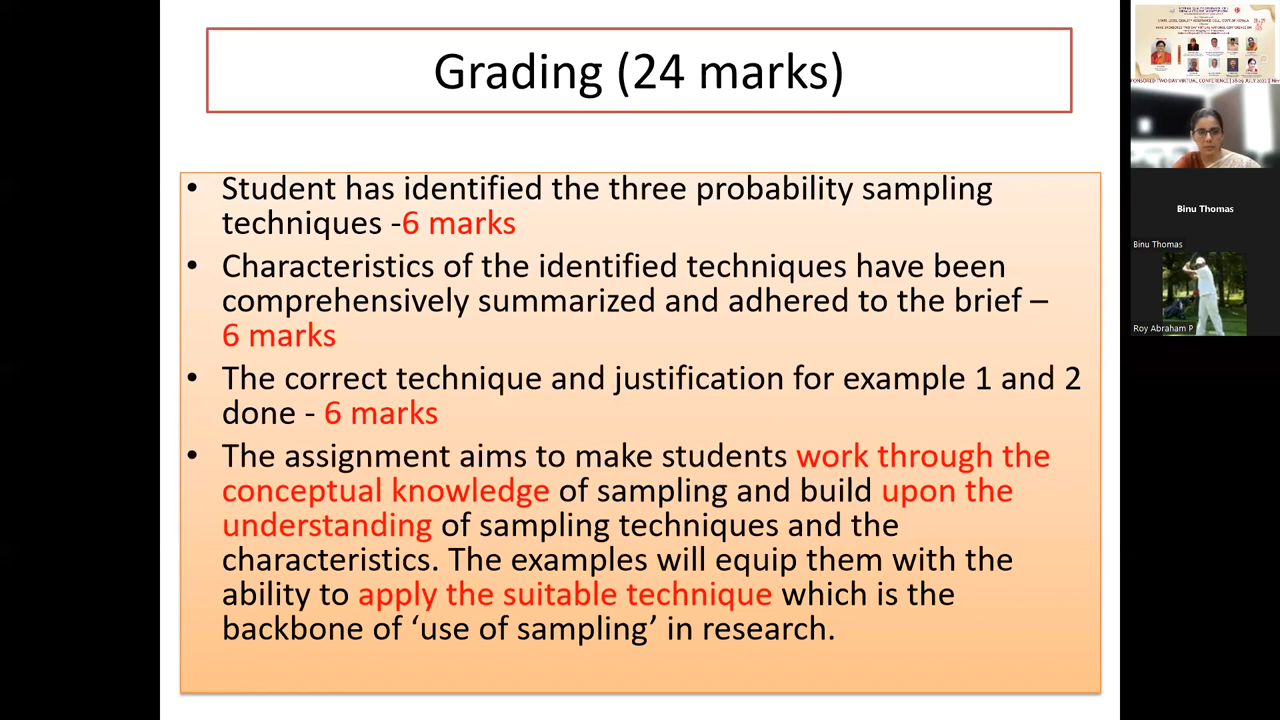 Grading (24 marks)
• Student has identified the three probability sampling
techniques -6 marks
• Characteristics of the identified techniques have been
comprehensively summarized and adhered to the brief –
6 marks
• The correct technique and justification for example 1 and 2
done - 6 marks
• The assignment aims to make students work through the
conceptual knowledge of sampling and build upon the
understanding of sampling techniques and the
characteristics. The examples will equip them with the
ability to apply the suitable technique which is the
backbone of ‘use of sampling’ in research.
Binu Thomas
Binu Thomas
Roy Abraham P